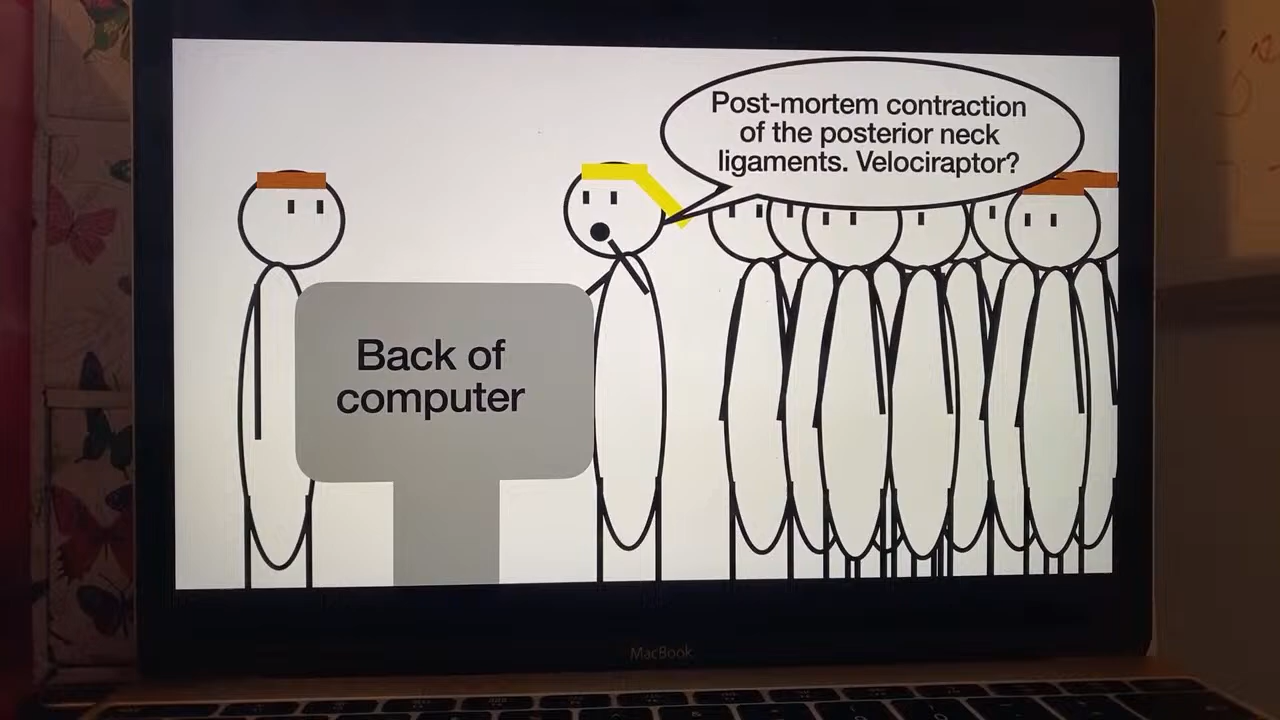 Post-mortem contraction
of the posterior neck
ligaments. Velociraptor?
Back of
computer
MacBook